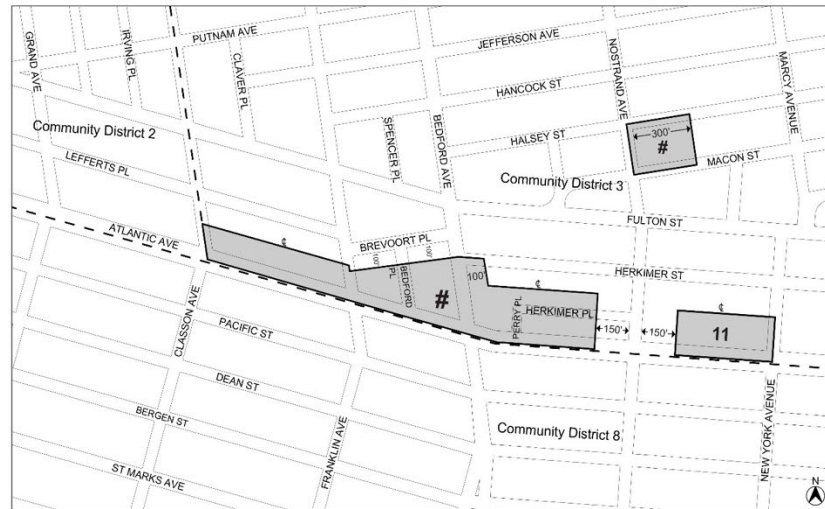 GRAND AVE
IRVING PL
PUTNAM AVE
CLAVER PL
JEFFERSON AVE
NOSTRAND AVE
MARCY AVENUE
HANCOCK ST
Community District 2
SPENCER PL
BEDFORD AVE
HALSEY ST
300'
#
MACON ST
LEFFERTS PL
Community District 3
FULTON ST
ATLANTIC AVE
℄
BREVOORT PL
100'
100'
HERKIMER ST
BEDFORD PL
#
100'
℄
PERRY PL
HERKIMER PL
150'
150'
℄
11
CLASSON AVE
PACIFIC ST
DEAN ST
BERGEN ST
ST MARKS AVE
FRANKLIN AVE
Community District 8
NEW YORK AVENUE
N